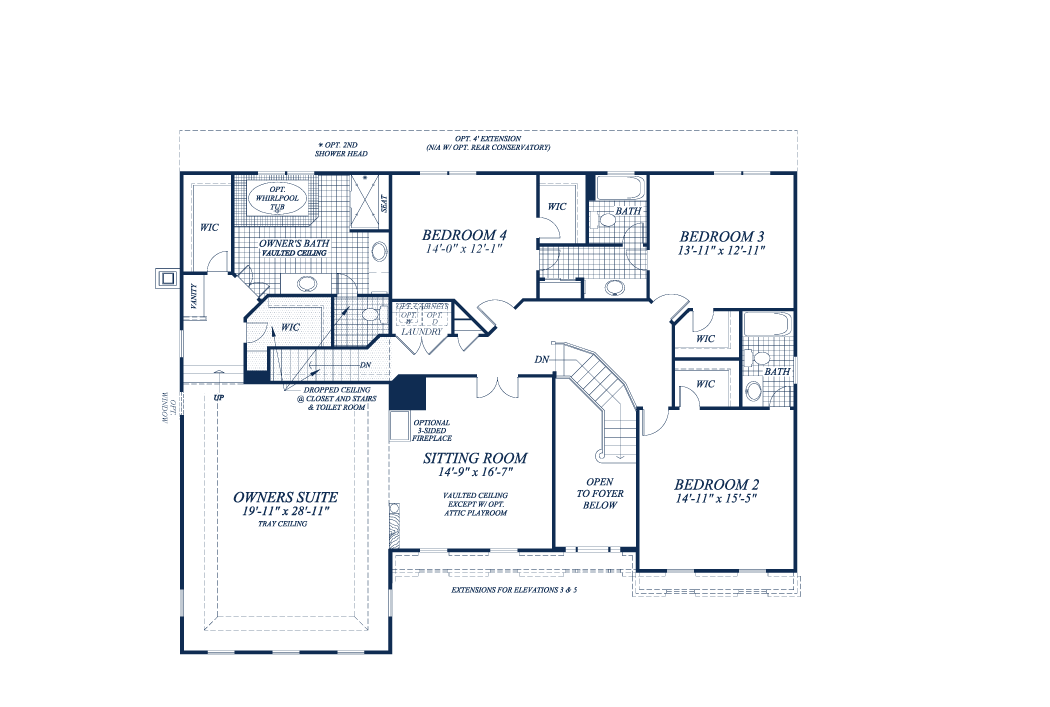 OPT. 4' EXTENSION
(N/A W/ OPT. REAR CONSERVATORY)
* OPT. 2ND
SHOWER HEAD
OPT.
WHIRLPOOL
TUB
SEAT
WIC
OWNER'S BATH
VAULTED CEILING
BEDROOM 4
14'-0" x 12'-1"
WIC
BATH
BEDROOM 3
13'-11" x 12'-11"
VANITY
WIC
OPT. CABINETS
OPT.
W
OPT.
D
LAUNDRY
DN
DN
WIC
WIC
BATH
UP
OPT.
WINDOW
DROPPED CEILING
@ CLOSET AND STAIRS
& TOILET ROOM
OPTIONAL
3-SIDED
FIREPLACE
SITTING ROOM
14'-9" x 16'-7"
VAULTED CEILING
EXCEPT W/ OPT.
ATTIC PLAYROOM
OWNERS SUITE
19'-11" x 28'-11"
TRAY CEILING
OPEN
TO FOYER
BELOW
BEDROOM 2
14'-11" x 15'-5"
EXTENSIONS FOR ELEVATIONS 3 & 5